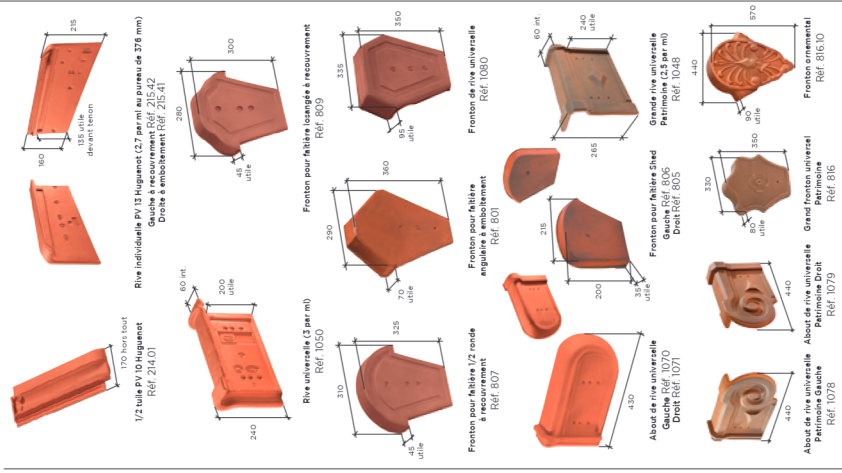 170 hors tout
1/2 tuile PV 10 Huguenot
Réf. 214.01
215
160
135 utile
devant tenon
Rive individuelle PV 13 Huguenot (2,7 par ml au pureau de 376 mm)
Gauche à recouvrement Réf. 215.42
Droite à emboîtement Réf. 215.41
60 int.
200
utile
240
Rive universelle (3 par ml)
Réf. 1050
300
280
45
utile
Fronton pour faîtière losangée à recouvrement
Réf. 809
325
310
45
utile
Fronton pour faîtière 1/2 ronde
à recouvrement
Réf. 807
360
290
70
utile
Fronton pour faîtière
angulaire à emboîtement
Réf. 801
350
335
95
utile
Fronton de rive universelle
Réf. 1080
430
About de rive universelle
Gauche Réf. 1070
Droit Réf. 1071
215
200
35
utile
Fronton pour faîtière Shed
Gauche Réf. 806
Droit Réf. 805
60 int.
240
utile
265
Grande rive universelle
Patrimoine (2,5 par ml)
Réf. 1048
440
About de rive universelle
Patrimoine Gauche
Réf. 1078
440
About de rive universelle
Patrimoine Droit
Réf. 1079
350
330
80
utile
Grand fronton universel
Patrimoine
Réf. 816
570
440
90
utile
Fronton ornemental
Réf. 816.10